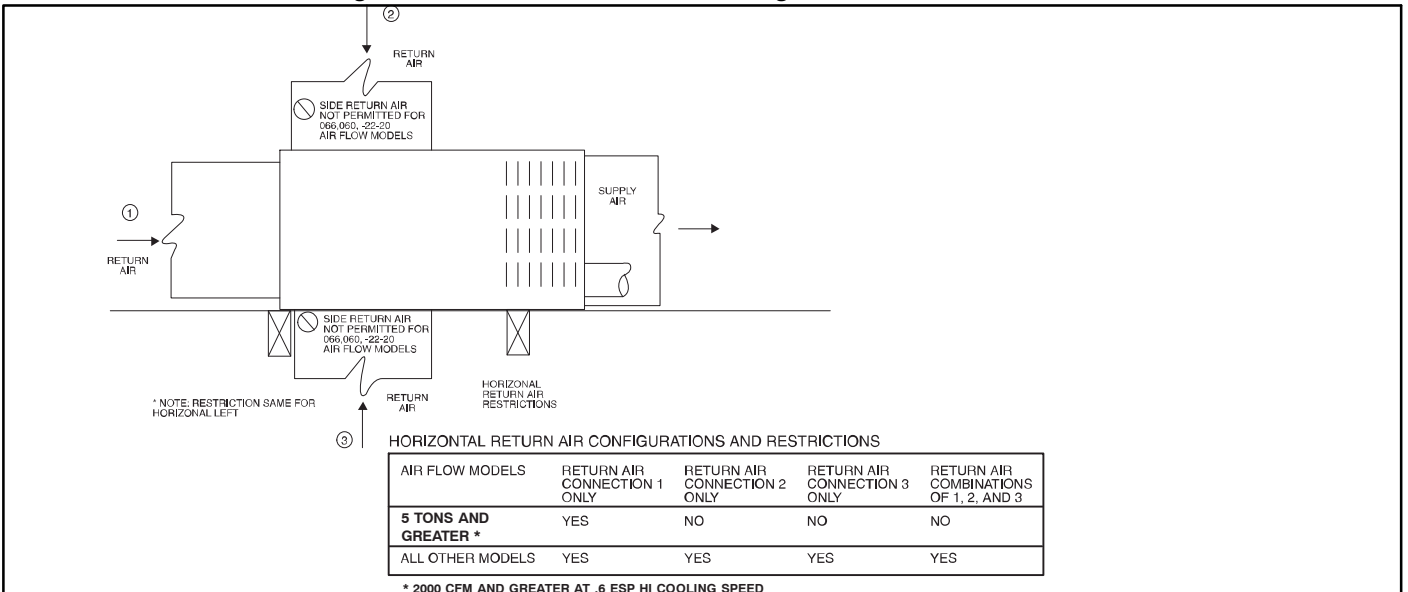 ②
RETURN
AIR
SIDE RETURN AIR
NOT PERMITTED FOR
066,060, -22-20
AIR FLOW MODELS
①
RETURN
AIR
SUPPLY
AIR
SIDE RETURN AIR
NOT PERMITTED FOR
066,060, -22-20
AIR FLOW MODELS
* NOTE: RESTRICTION SAME FOR
HORIZONAL LEFT
RETURN
AIR
HORIZONAL
RETURN AIR
RESTRICTIONS
③
HORIZONTAL RETURN AIR CONFIGURATIONS AND RESTRICTIONS
AIR FLOW MODELS RETURN AIR CONNECTION 1 ONLY RETURN AIR CONNECTION 2 ONLY RETURN AIR CONNECTION 3 ONLY RETURN AIR COMBINATIONS OF 1, 2, AND 3
5 TONS AND GREATER * YES NO NO NO
ALL OTHER MODELS YES YES YES YES
* 2000 CFM AND GREATER AT .6 ESP HI COOLING SPEED